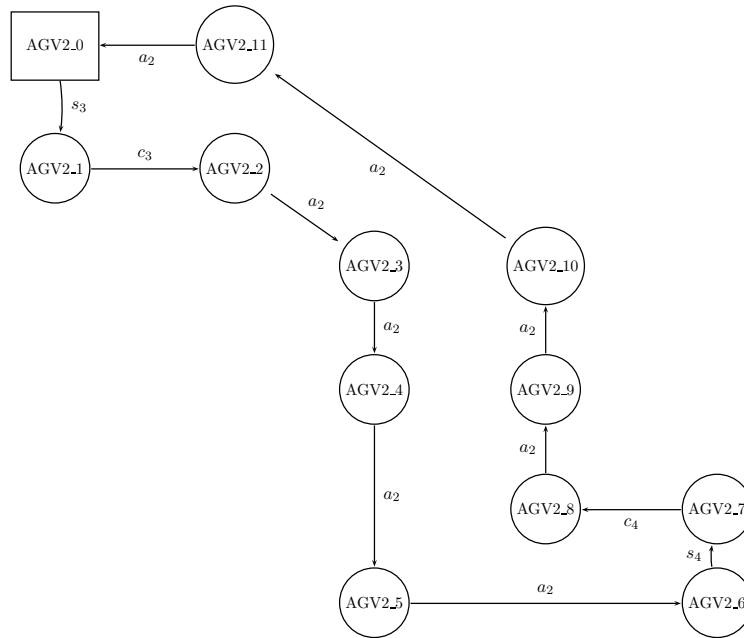 AGV2_0
AGV2_11
a₂
s₃
AGV2_1
c₃
AGV2_2
a₂
a₂
AGV2_3
AGV2_10
a₂
a₂
AGV2_4
AGV2_9
a₂
a₂
AGV2_8
c₄
AGV2_7
s₄
AGV2_5
a₂
AGV2_6